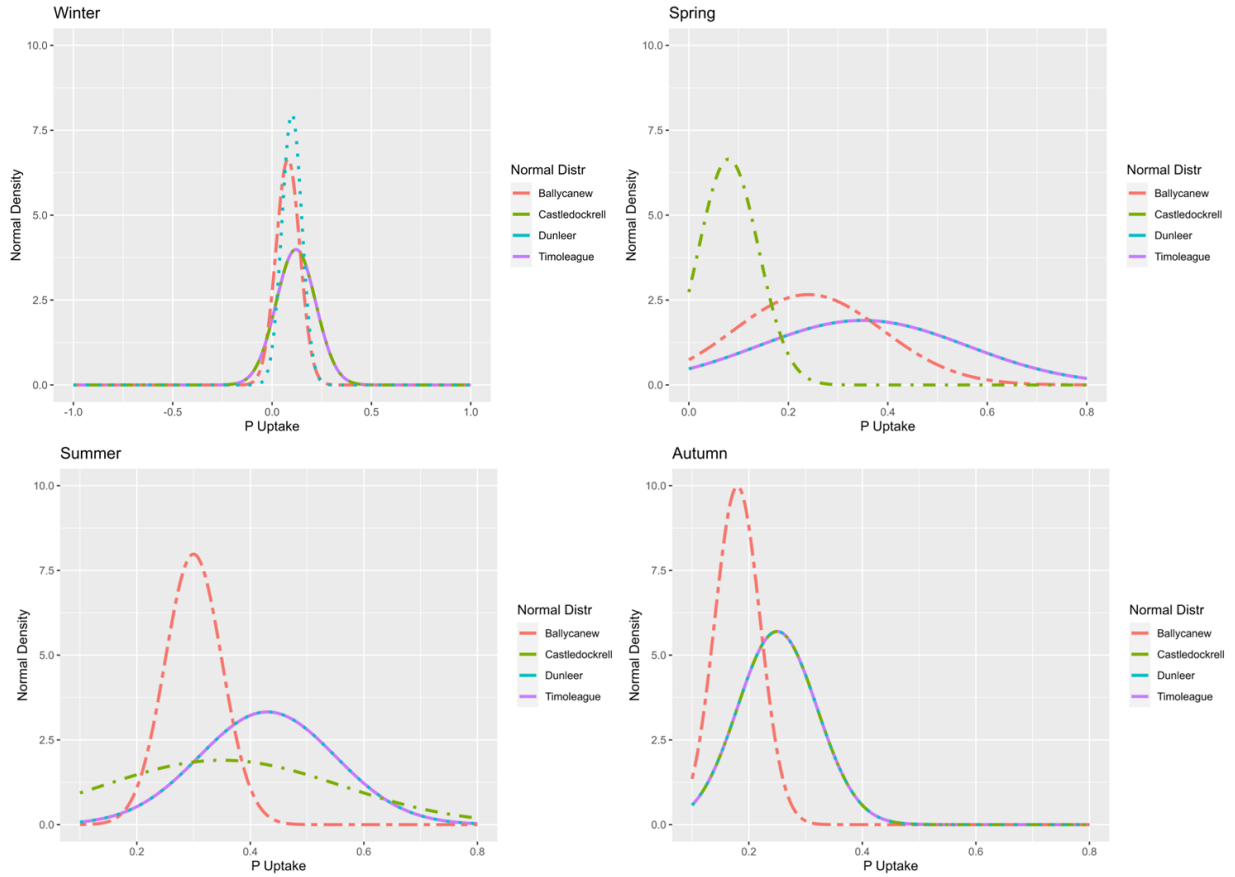 Winter
10.0
7.5
5.0
2.5
0.0
Normal Density
-1.0
-0.5
0.0
0.5
1.0
P Uptake
Normal Distr
Ballycanew
Castledockrell
Dunleer
Timoleague
Spring
10.0
7.5
5.0
2.5
0.0
Normal Density
0.0
0.2
0.4
0.6
0.8
P Uptake
Normal Distr
Ballycanew
Castledockrell
Dunleer
Timoleague
Summer
10.0
7.5
5.0
2.5
0.0
Normal Density
0.2
0.4
0.6
0.8
P Uptake
Normal Distr
Ballycanew
Castledockrell
Dunleer
Timoleague
Autumn
10.0
7.5
5.0
2.5
0.0
Normal Density
0.2
0.4
0.6
0.8
P Uptake
Normal Distr
Ballycanew
Castledockrell
Dunleer
Timoleague